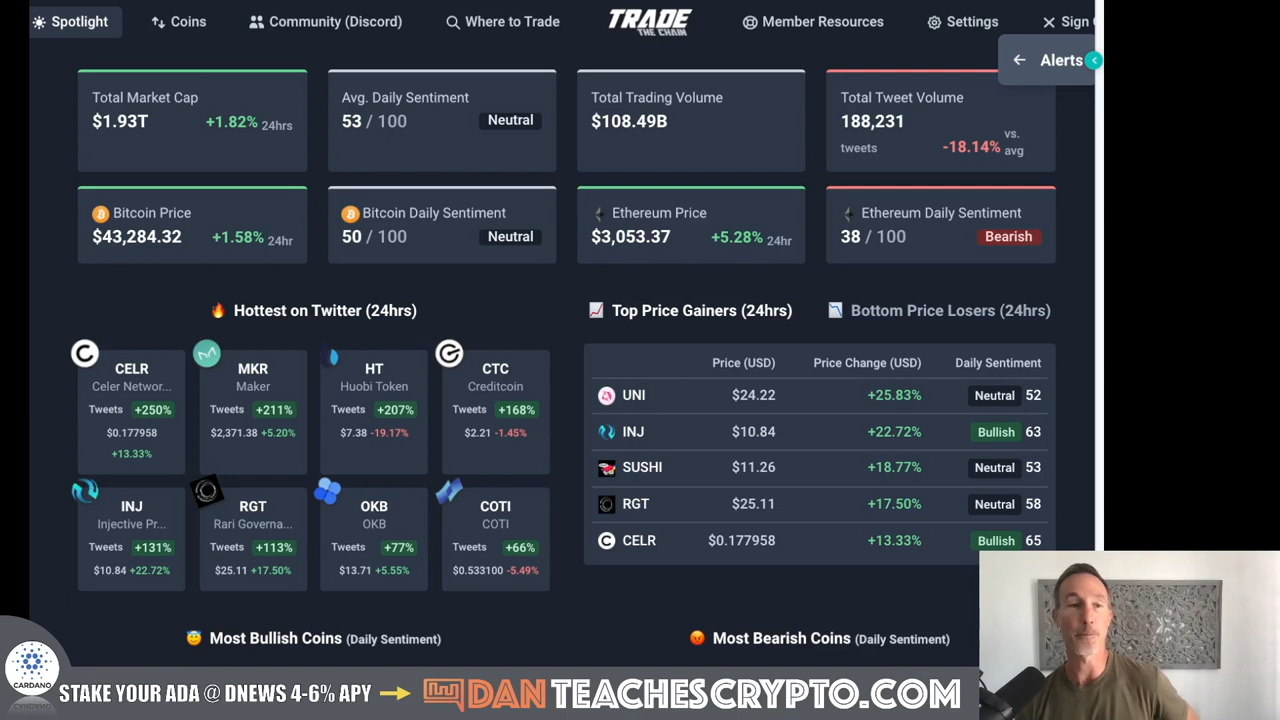 Spotlight
Coins
Community (Discord)
Where to Trade
TRADE
THE CHAIN
Member Resources
Settings
Sign
Alerts
Total Market Cap
$1.93T +1.82% 24hrs
Avg. Daily Sentiment
53 / 100 Neutral
Total Trading Volume
$108.49B
Total Tweet Volume
188,231
tweets -18.14% vs. avg
Bitcoin Price
$43,284.32 +1.58% 24hr
Bitcoin Daily Sentiment
50 / 100 Neutral
Ethereum Price
$3,053.37 +5.28% 24hr
Ethereum Daily Sentiment
38 / 100 Bearish
Hottest on Twitter (24hrs)
CELR
Celer Networ...
Tweets +250%
$0.177958
+13.33%
MKR
Maker
Tweets +211%
$2,371.38 +5.20%
HT
Huobi Token
Tweets +207%
$7.38 -19.17%
CTC
Creditcoin
Tweets +168%
$2.21 -1.45%
INJ
Injective Pr...
Tweets +131%
$10.84 +22.72%
RGT
Rari Governa...
Tweets +113%
$25.11 +17.50%
OKB
OKB
Tweets +77%
$13.71 +5.55%
COTI
COTI
Tweets +66%
$0.533100 -5.49%
Top Price Gainers (24hrs)
Bottom Price Losers (24hrs)
Price (USD) Price Change (USD) Daily Sentiment
UNI $24.22 +25.83% Neutral 52
INJ $10.84 +22.72% Bullish 63
SUSHI $11.26 +18.77% Neutral 53
RGT $25.11 +17.50% Neutral 58
CELR $0.177958 +13.33% Bullish 65
Most Bullish Coins (Daily Sentiment)
Most Bearish Coins (Daily Sentiment)
CARDANO
STAKE YOUR ADA @ DNEWS 4-6% APY
DANTEACHESCRYPTO.COM